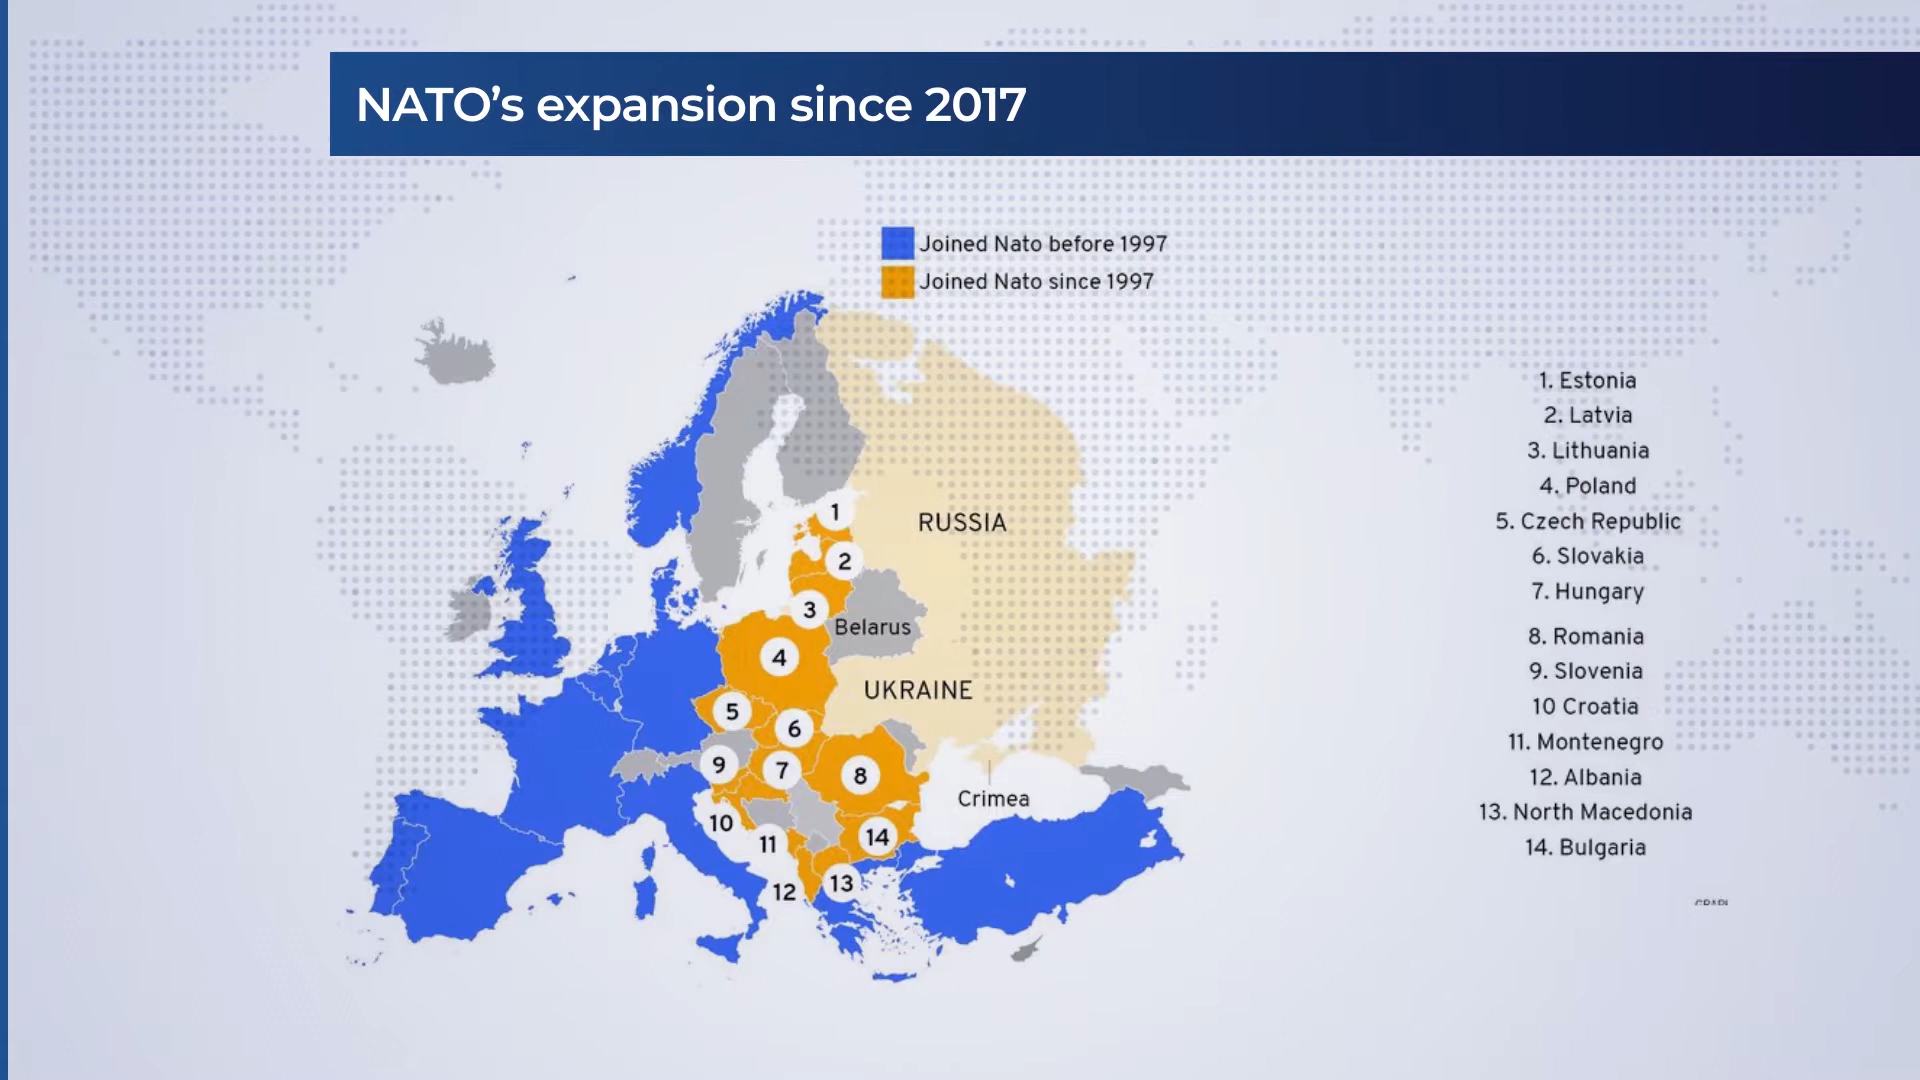 NATO’s expansion since 2017
Joined Nato before 1997
Joined Nato since 1997
RUSSIA
Belarus
UKRAINE
Crimea
1
2
3
4
5
6
7
8
9
10
11
12
13
14
1. Estonia
2. Latvia
3. Lithuania
4. Poland
5. Czech Republic
6. Slovakia
7. Hungary
8. Romania
9. Slovenia
10 Croatia
11. Montenegro
12. Albania
13. North Macedonia
14. Bulgaria